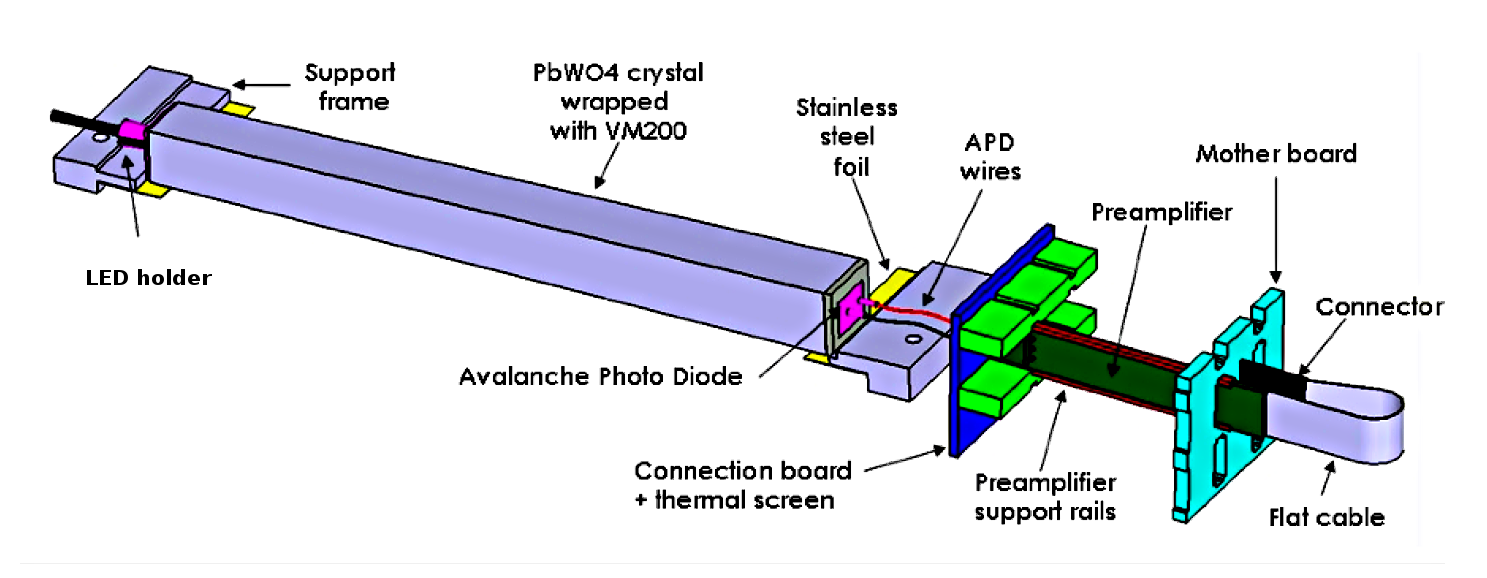 Support
frame
PbWO4 crystal
wrapped
with VM200
Stainless
steel
foil
APD
wires
Mother board
Preamplifier
LED holder
Connector
Avalanche Photo Diode
Connection board
+ thermal screen
Preamplifier
support rails
Flat cable